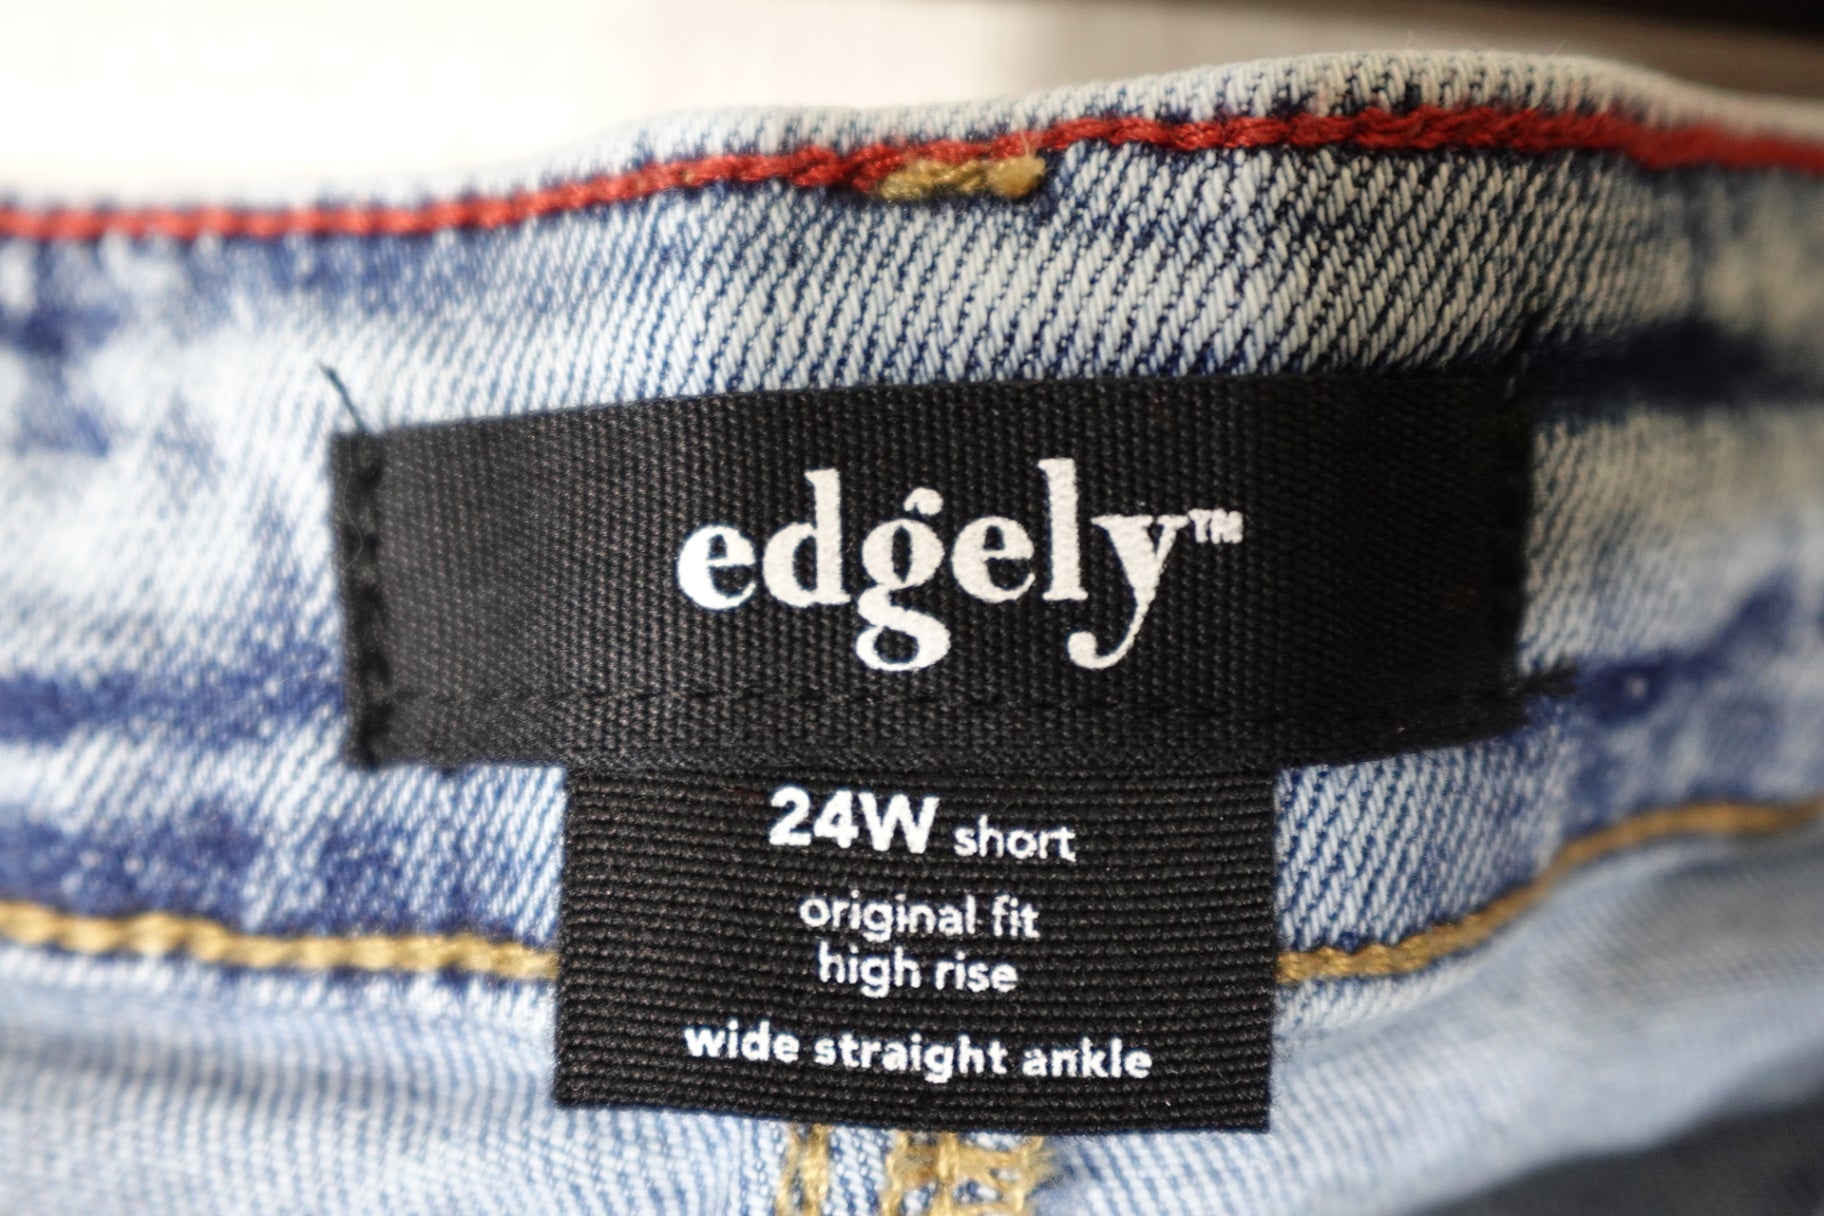 edgely™
24W short
original fit
high rise
wide straight ankle